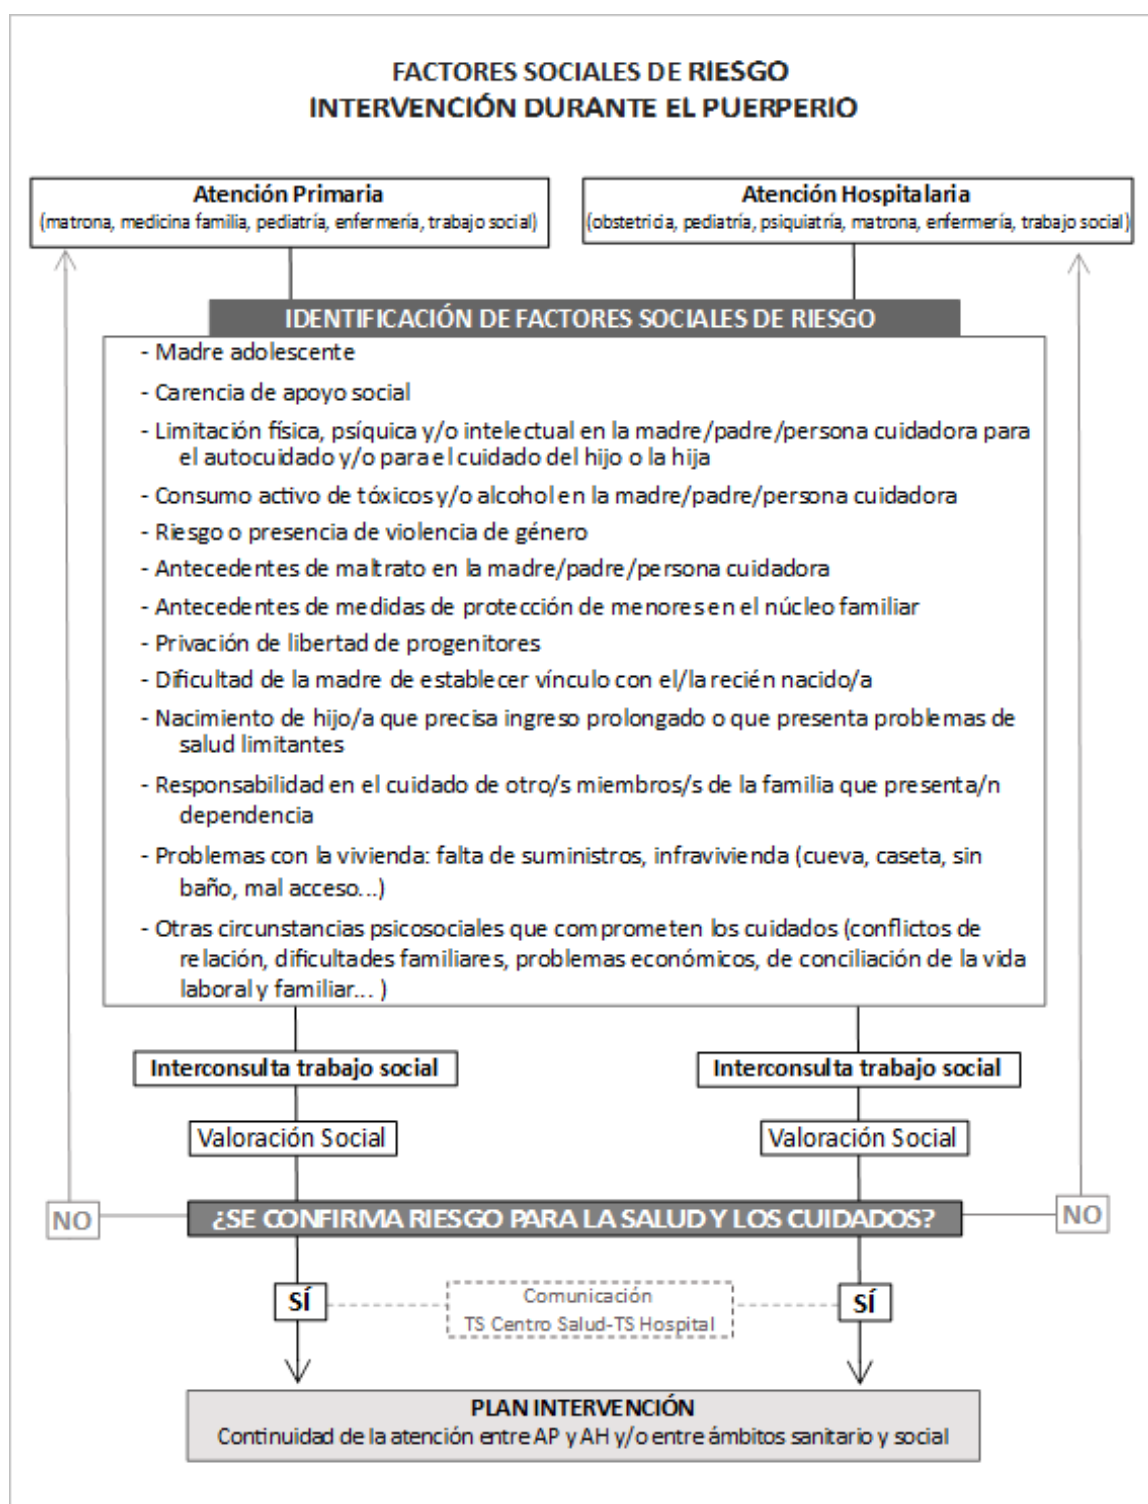 FACTORES SOCIALES DE RIESGO
INTERVENCIÓN DURANTE EL PUERPERIO
Atención Primaria
(matrona, medicina familia, pediatría, enfermería, trabajo social)
Atención Hospitalaria
(obstetricia, pediatría, psiquiatría, matrona, enfermería, trabajo social)
IDENTIFICACIÓN DE FACTORES SOCIALES DE RIESGO
- Madre adolescente
- Carencia de apoyo social
- Limitación física, psíquica y/o intelectual en la madre/padre/persona cuidadora para
el autocuidado y/o para el cuidado del hijo o la hija
- Consumo activo de tóxicos y/o alcohol en la madre/padre/persona cuidadora
- Riesgo o presencia de violencia de género
- Antecedentes de maltrato en la madre/padre/persona cuidadora
- Antecedentes de medidas de protección de menores en el núcleo familiar
- Privación de libertad de progenitores
- Dificultad de la madre de establecer vínculo con el/la recién nacido/a
- Nacimiento de hijo/a que precisa ingreso prolongado o que presenta problemas de
salud limitantes
- Responsabilidad en el cuidado de otro/s miembros/s de la familia que presenta/n
dependencia
- Problemas con la vivienda: falta de suministros, infravivienda (cueva, caseta, sin
baño, mal acceso...)
- Otras circunstancias psicosociales que comprometen los cuidados (conflictos de
relación, dificultades familiares, problemas económicos, de conciliación de la vida
laboral y familiar... )
Interconsulta trabajo social
Interconsulta trabajo social
Valoración Social
Valoración Social
NO
¿SE CONFIRMA RIESGO PARA LA SALUD Y LOS CUIDADOS?
NO
SÍ
Comunicación
TS Centro Salud-TS Hospital
SÍ
PLAN INTERVENCIÓN
Continuidad de la atención entre AP y AH y/o entre ámbitos sanitario y social